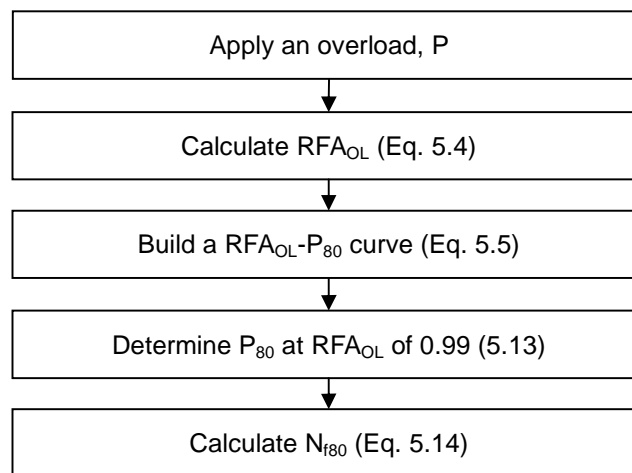 Apply an overload, P
Calculate RFA_OL (Eq. 5.4)
Build a RFA_OL-P_80 curve (Eq. 5.5)
Determine P_80 at RFA_OL of 0.99 (5.13)
Calculate N_f80 (Eq. 5.14)